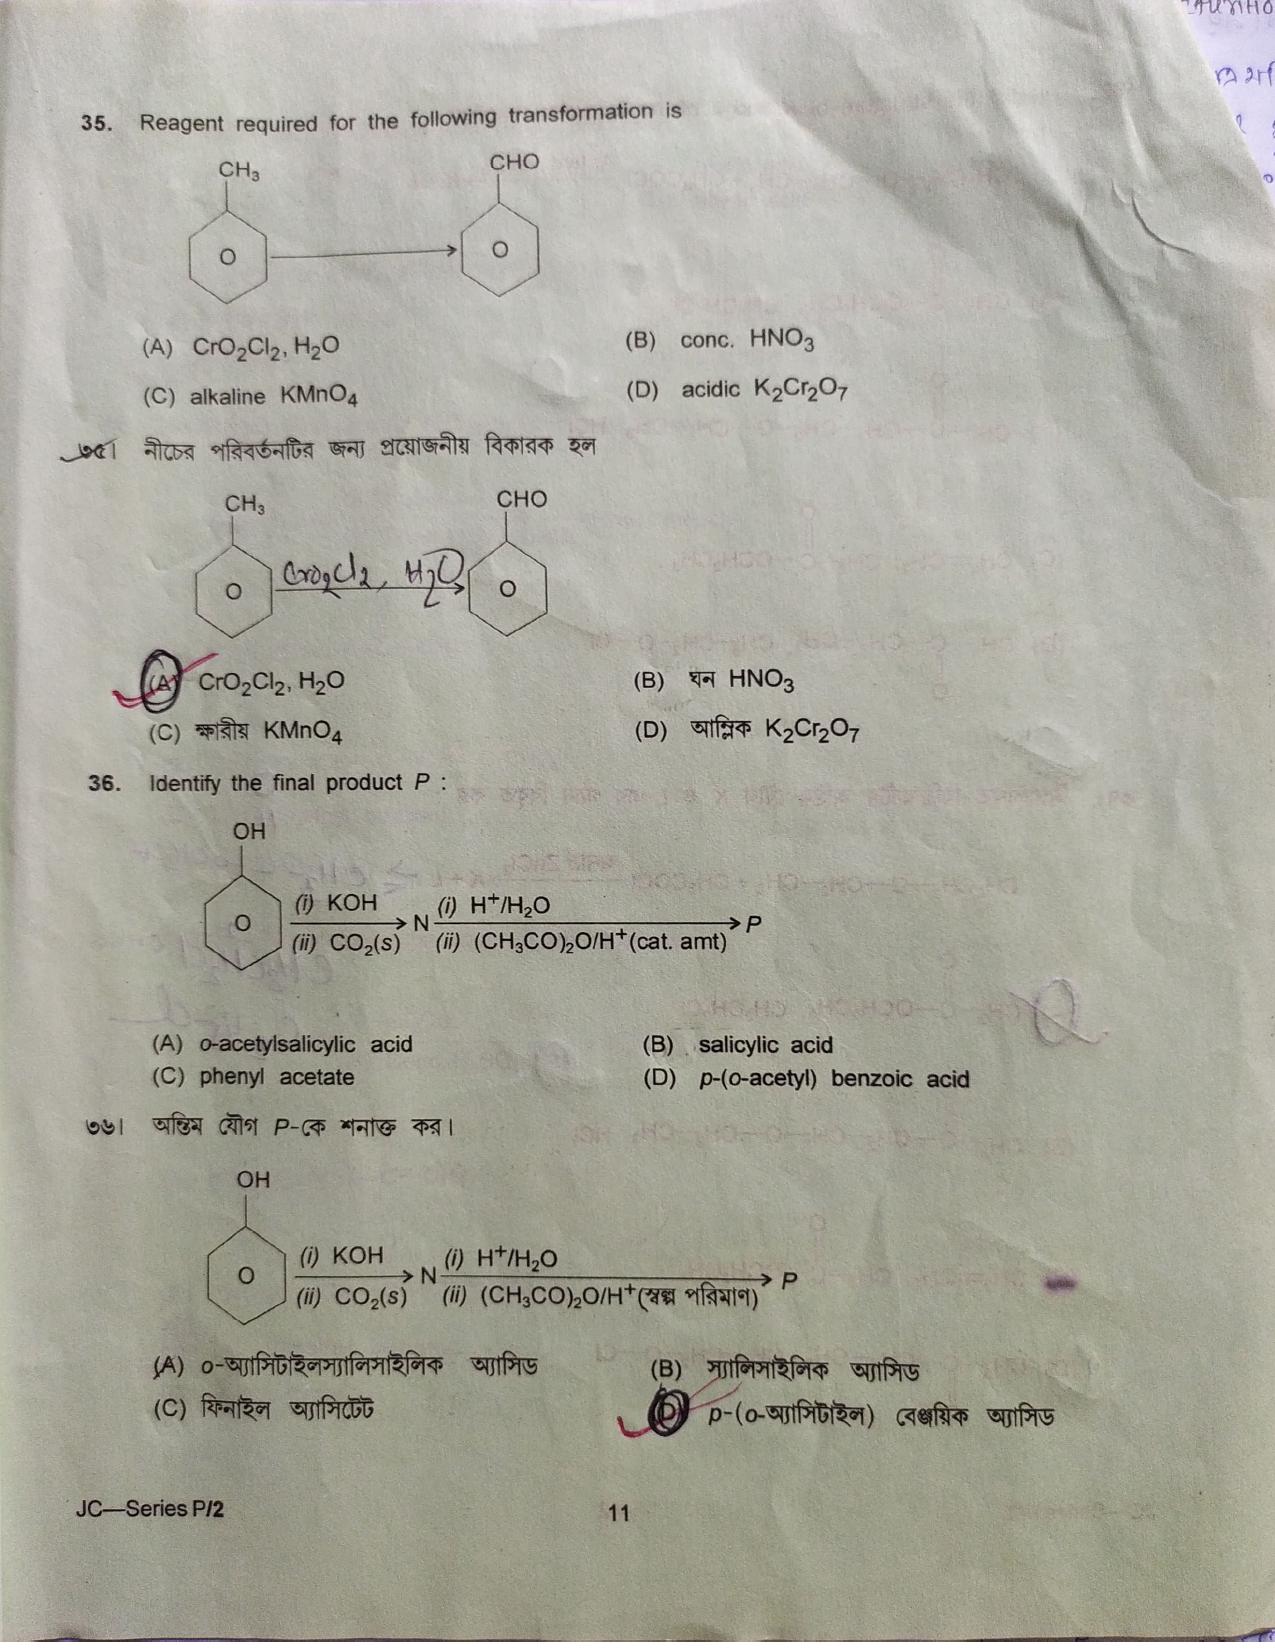 35. Reagent required for the following transformation is
CH₃ CHO
O O
(A) CrO₂Cl₂, H₂O (B) conc. HNO₃
(C) alkaline KMnO₄ (D) acidic K₂Cr₂O₇
৩৫। নীচের পরিবর্তনটির জন্য প্রয়োজনীয় বিকারক হল
CH₃ CHO
O CrO₂Cl₂, H₂O O
(A) CrO₂Cl₂, H₂O (B) ঘন HNO₃
(C) ক্ষারীয় KMnO₄ (D) আম্লিক K₂Cr₂O₇
36. Identify the final product P :
OH
(i) KOH (i) H⁺/H₂O
O N P
(ii) CO₂(s) (ii) (CH₃CO)₂O/H⁺(cat. amt)
(A) o-acetylsalicylic acid (B) salicylic acid
(C) phenyl acetate (D) p-(o-acetyl) benzoic acid
৩৬। অন্তিম যৌগ P-কে শনাক্ত কর।
OH
(i) KOH (i) H⁺/H₂O
O N P
(ii) CO₂(s) (ii) (CH₃CO)₂O/H⁺(স্বল্প পরিমাণ)
(A) o-অ্যাসিটাইলস্যালিসাইলিক অ্যাসিড (B) স্যালিসাইলিক অ্যাসিড
(C) ফিনাইল অ্যাসিটেট (D) p-(o-অ্যাসিটাইল) বেঞ্জয়িক অ্যাসিড
JC—Series P/2 11